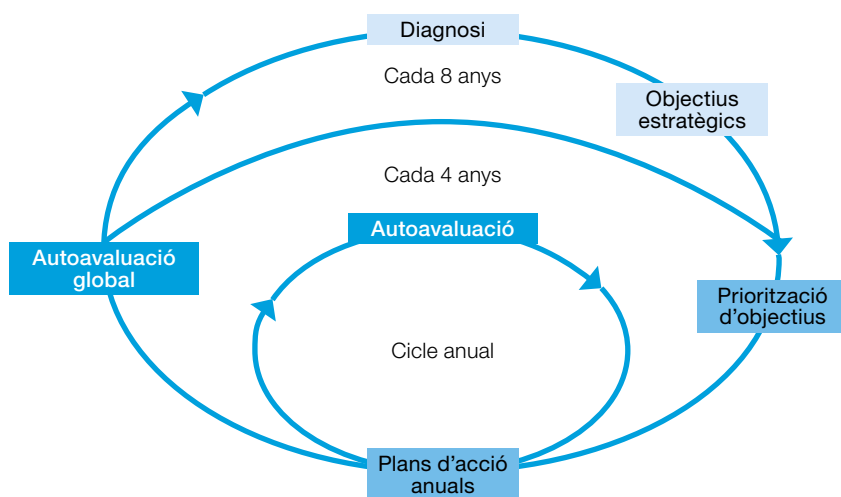 Diagnosi
Cada 8 anys
Objectius
estratègics
Cada 4 anys
Autoavaluació
Autoavaluació
global
Priorització
d'objectius
Cicle anual
Plans d'acció
anuals